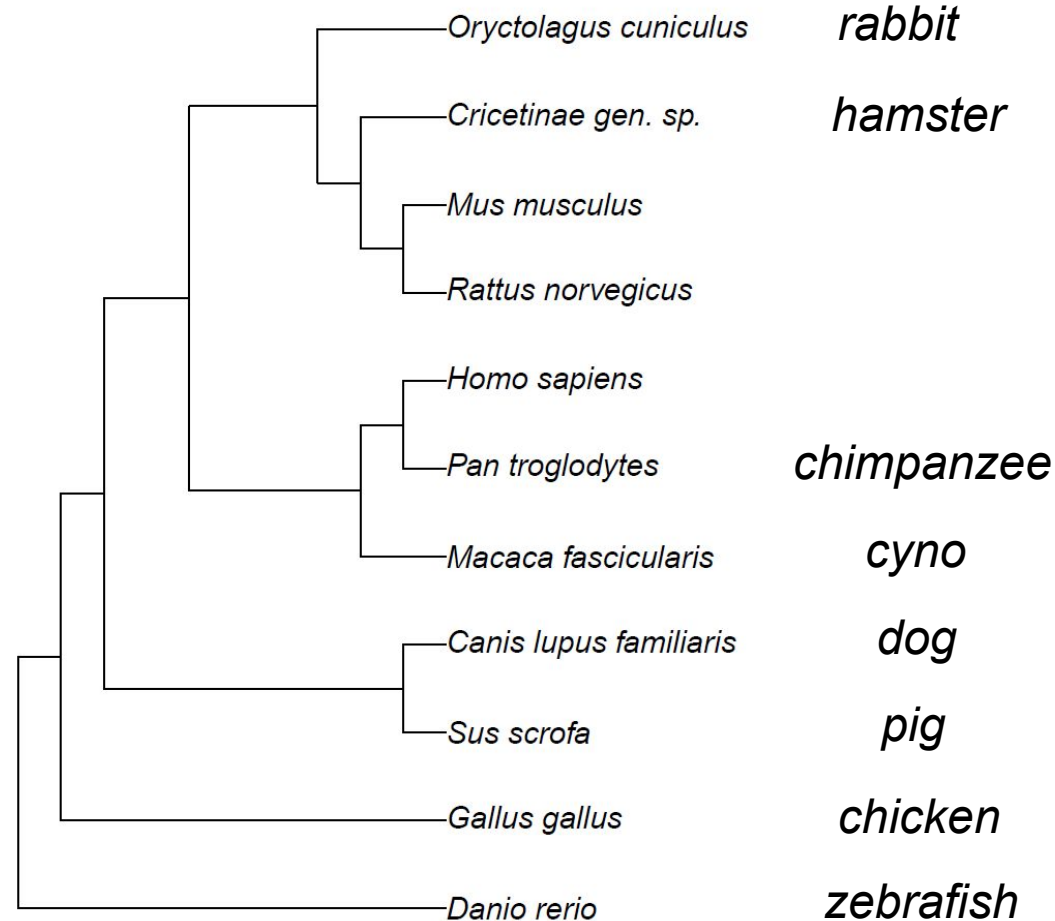 Oryctolagus cuniculus rabbit
Cricetinae gen. sp. hamster
Mus musculus
Rattus norvegicus
Homo sapiens
Pan troglodytes chimpanzee
Macaca fascicularis cyno
Canis lupus familiaris dog
Sus scrofa pig
Gallus gallus chicken
Danio rerio zebrafish